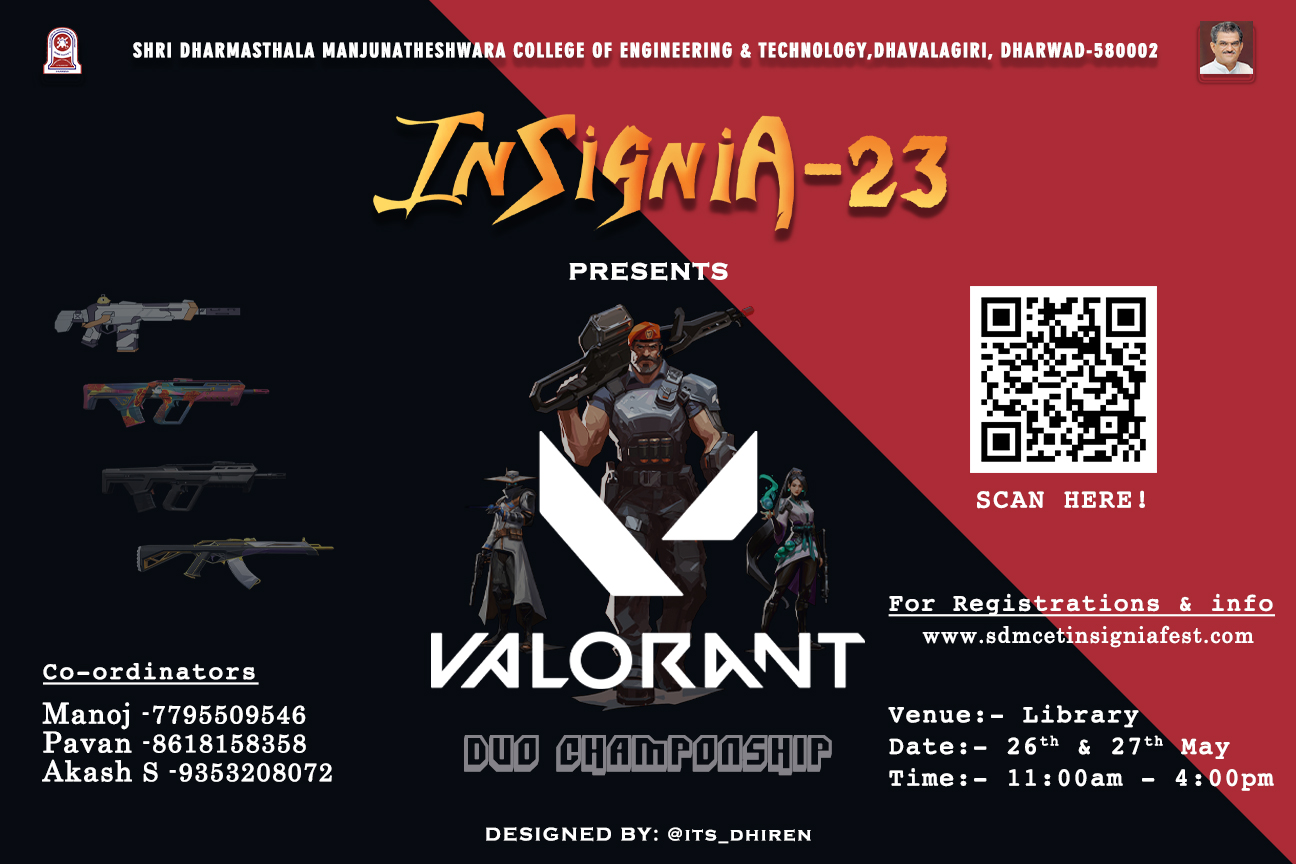 SHRI DHARMASTHALA MANJUNATHESHWARA COLLEGE OF ENGINEERING & TECHNOLOGY,DHAVALAGIRI, DHARWAD-580002
INSIGNIA-23
PRESENTS
SCAN HERE!
For Registrations & info
www.sdmcetinsigniafest.com
VALORANT
DUO CHAMPONSHIP
Co-ordinators
Manoj -7795509546
Pavan -8618158358
Akash S -9353208072
Venue:- Library
Date:- 26th & 27th May
Time:- 11:00am - 4:00pm
DESIGNED BY: @ITS_DHIREN